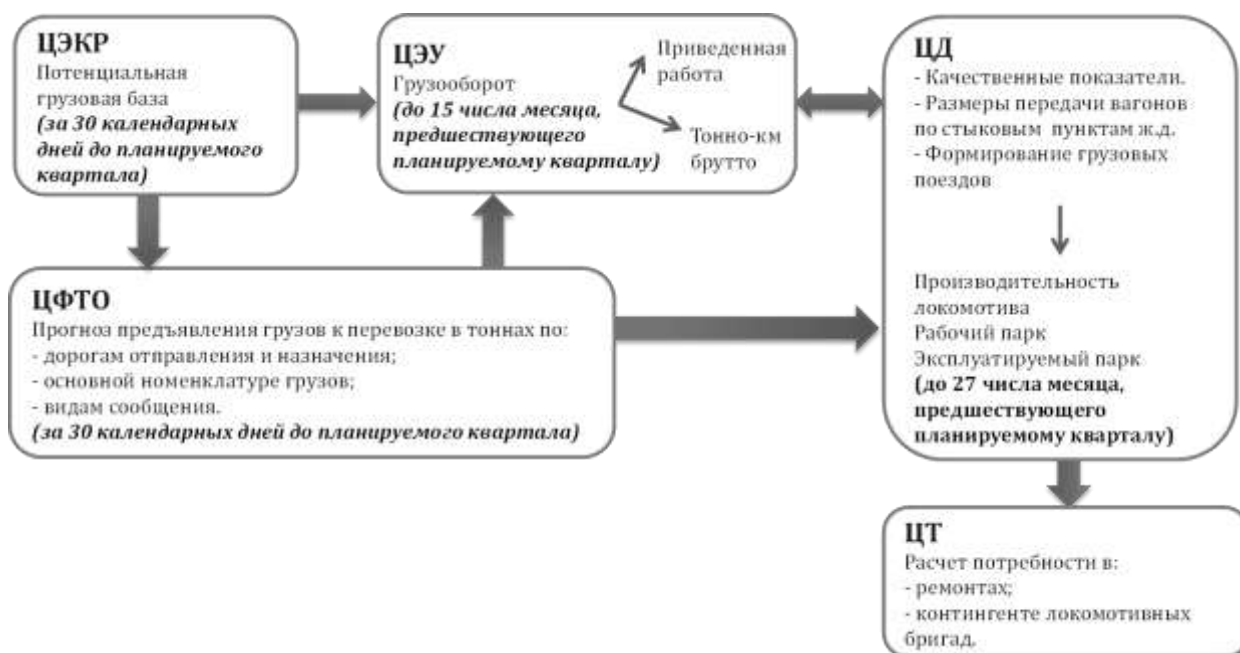 ЦЭКР
Потенциальная
грузовая база
(за 30 календарных
дней до планируемого
квартала)
ЦЭУ
Грузооборот
(до 15 числа месяца,
предшествующего
планируемому кварталу)
Приведенная
работа
Тонно-км
брутто
ЦД
- Качественные показатели.
- Размеры передачи вагонов
по стыковым пунктам ж.д.
- Формирование грузовых
поездов
Производительность
локомотива
Рабочий парк
Эксплуатируемый парк
(до 27 числа месяца,
предшествующего
планируемому кварталу)
ЦФТО
Прогноз предъявления грузов к перевозке в тоннах по:
- дорогам отправления и назначения;
- основной номенклатуре грузов;
- видам сообщения.
(за 30 календарных дней до планируемого квартала)
ЦТ
Расчет потребности в:
- ремонтах;
- контингенте локомотивных
бригад.